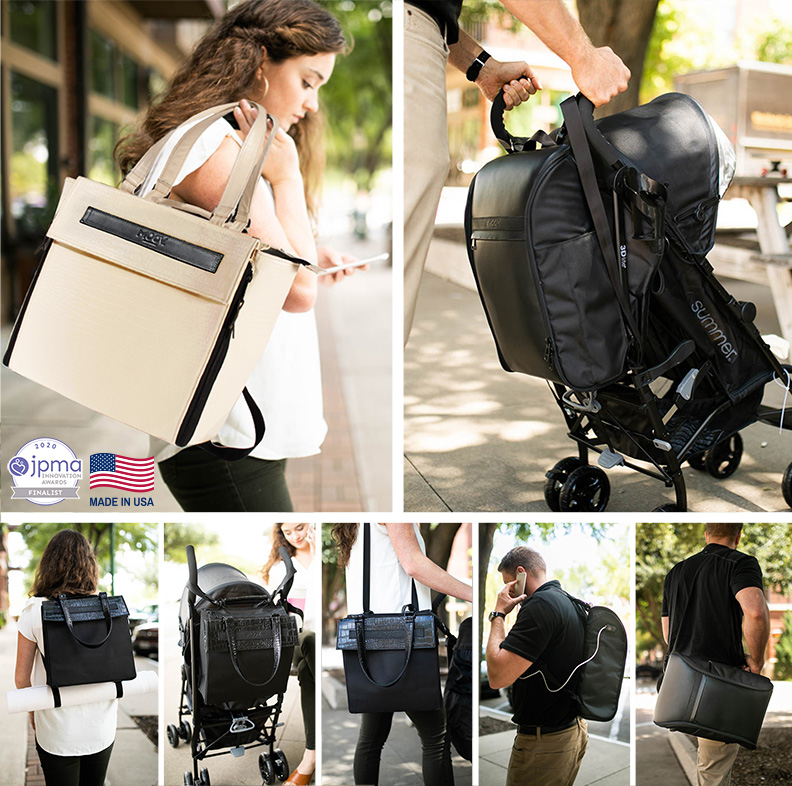 2020
jpma
INNOVATION
AWARDS
FINALIST
MADE IN USA
3Dlite
summer.